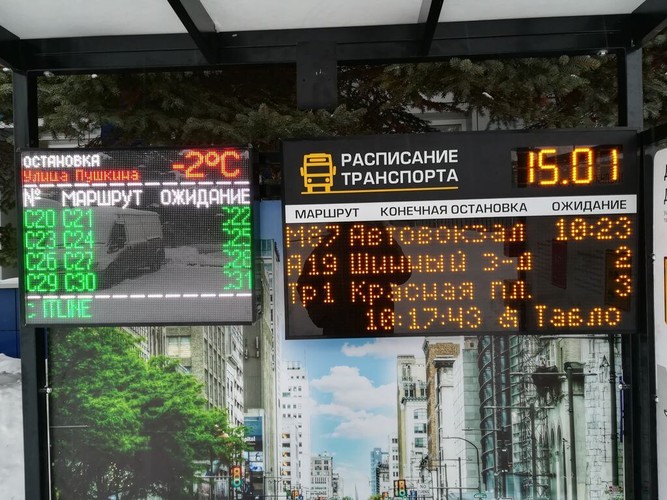 ОСТАНОВКА
Улица Пушкина
-2°C
№ МАРШРУТ ОЖИДАНИЕ
C20 C21 :22
C23 C24 :25
C26 C27 :28
C29 C30 :31
C ITLINE
РАСПИСАНИЕ
ТРАНСПОРТА
15.01
МАРШРУТ КОНЕЧНАЯ ОСТАНОВКА ОЖИДАНИЕ
М87 Автовокзал 10:23
А19 Шинный з-д 2
Тр1 Красная пл. 3
10:17:43 & Табло